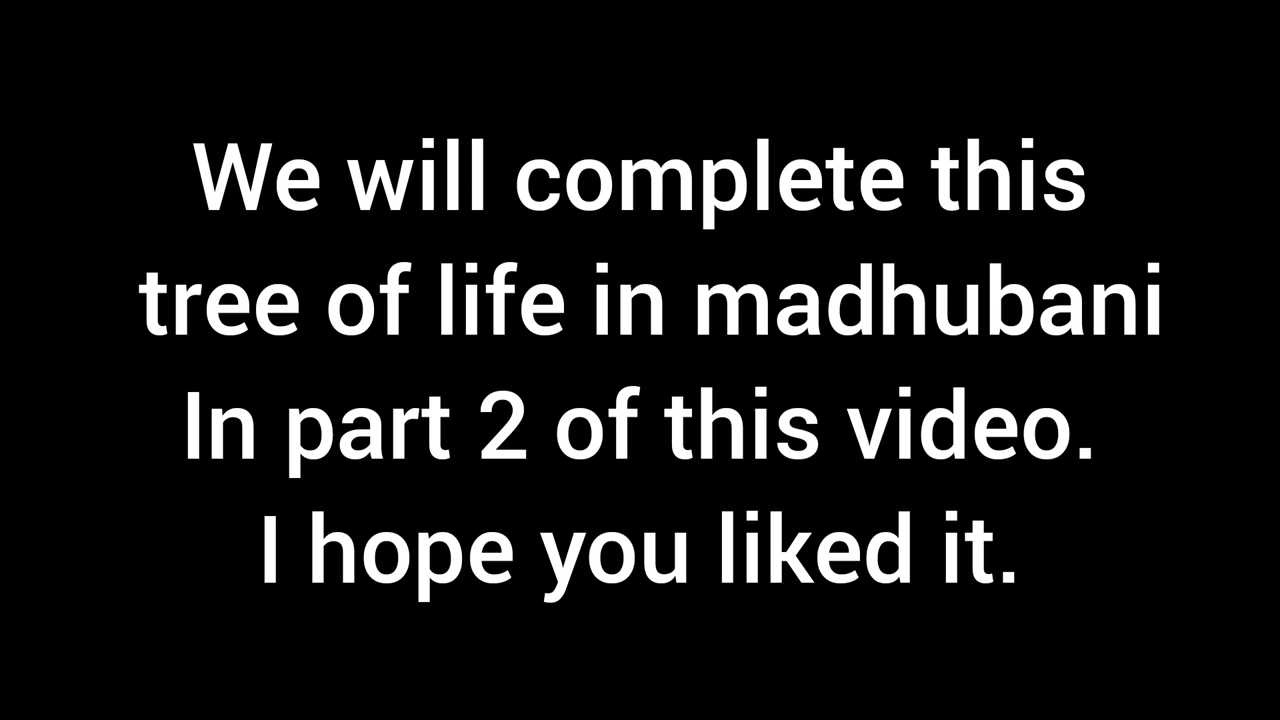 We will complete this
tree of life in madhubani
In part 2 of this video.
I hope you liked it.